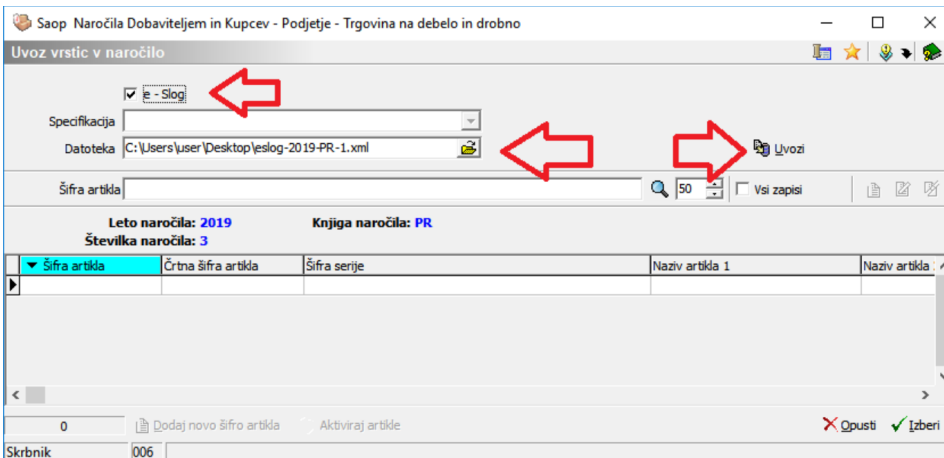 Saop Naročila Dobaviteljem in Kupcev - Podjetje - Trgovina na debelo in drobno
Uvoz vrstic v naročilo
e - Slog
Specifikacija
Datoteka C:\Users\user\Desktop\eslog-2019-PR-1.xml Uvozi
Šifra artikla 50 Vsi zapisi
Leto naročila: 2019 Knjiga naročila: PR
Številka naročila: 3
Šifra artikla Črtna šifra artikla Šifra serije Naziv artikla 1 Naziv artikla
0 Dodaj novo šifro artikla Aktiviraj artikle Opusti Izberi
Skrbnik 006